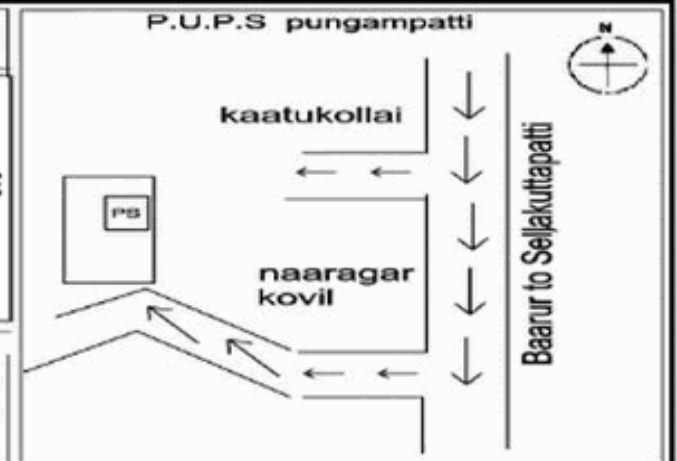 P.U.P.S pungampatti
N
kaatukollai
PS
naaragar
kovil
Baarur to Seljakuttapatti